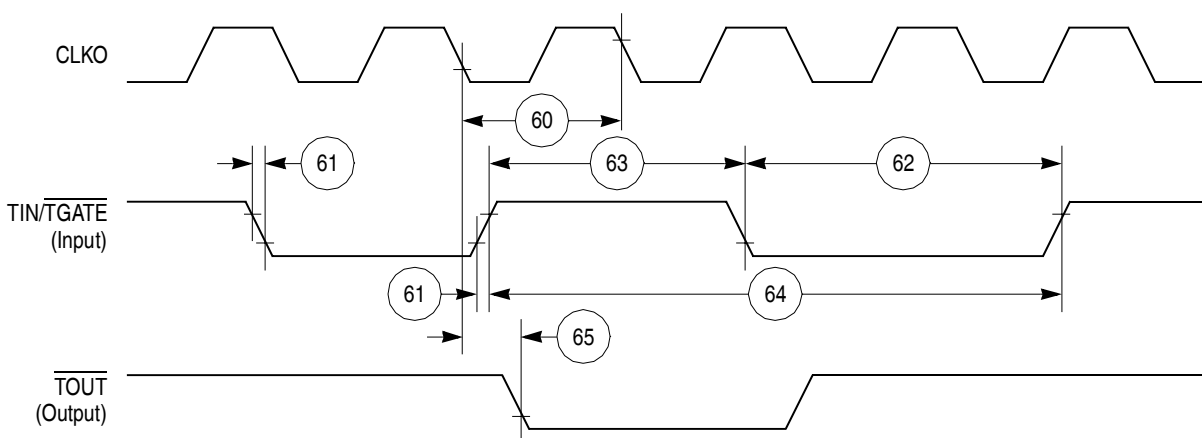 CLKO
60
61
63
62
TIN/TGATE
(Input)
61
64
65
TOUT
(Output)